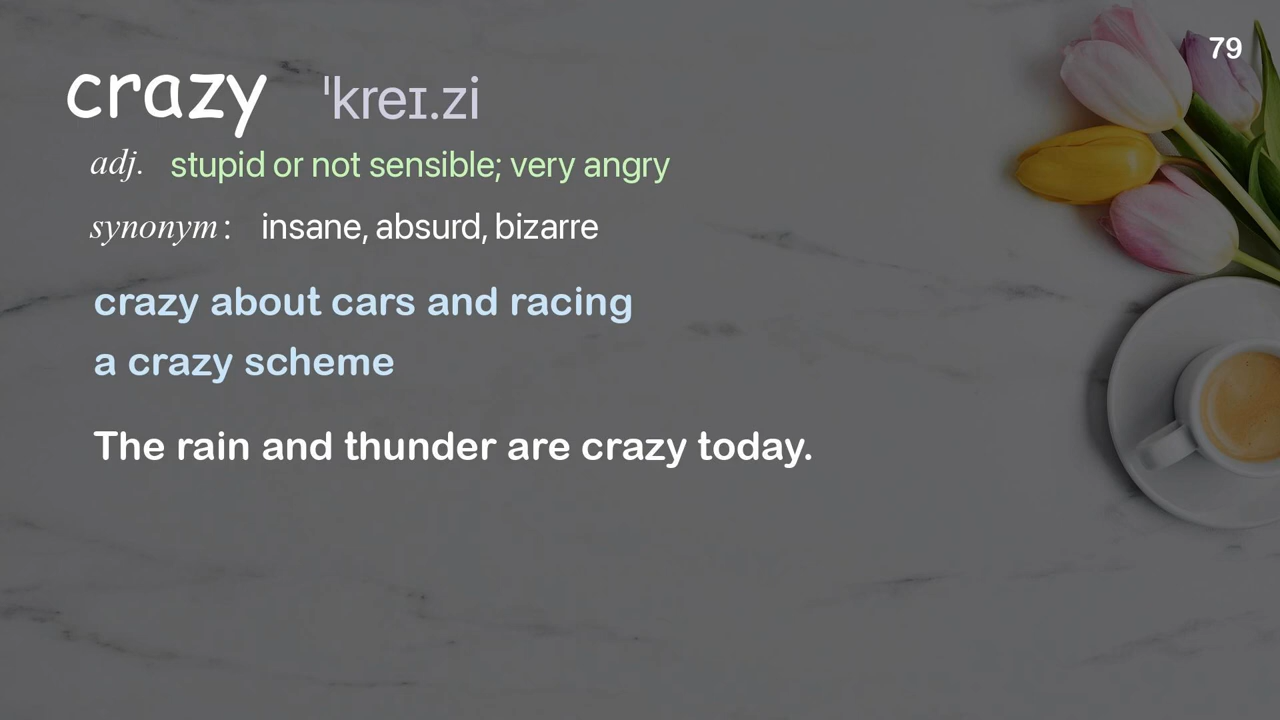 79
crazy ˈkreɪ.zi
adj. stupid or not sensible; very angry
synonym: insane, absurd, bizarre
crazy about cars and racing
a crazy scheme
The rain and thunder are crazy today.